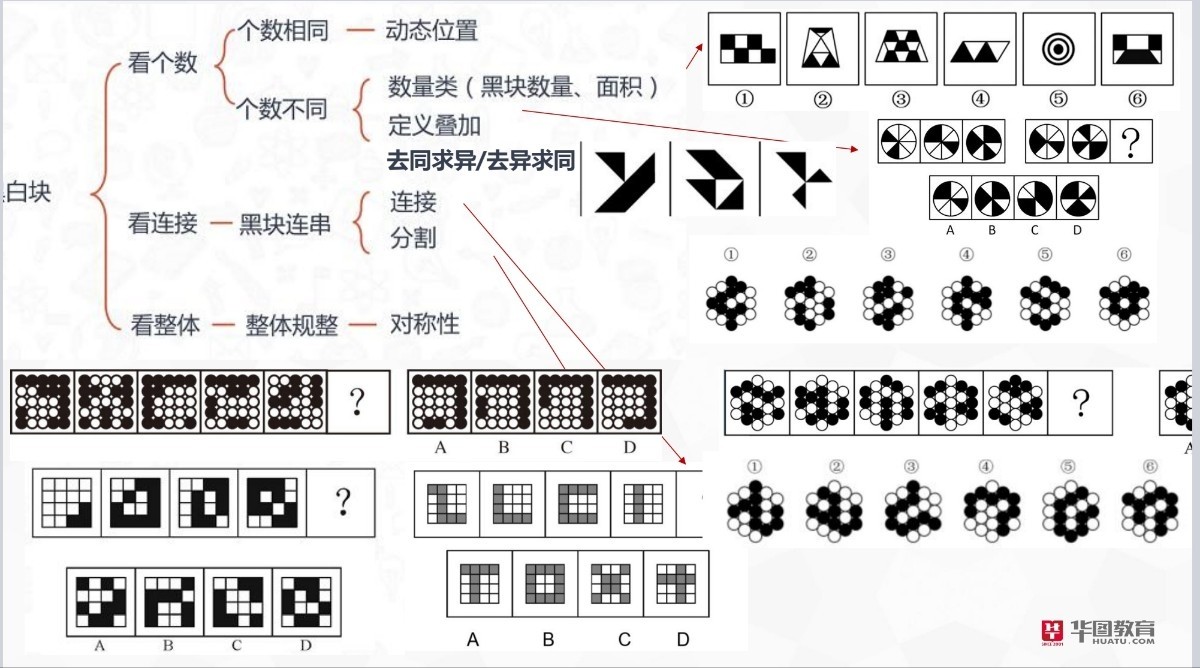 个数相同 — 动态位置
看个数
个数不同
数量类（黑块数量、面积）
定义叠加
去同求异/去异求同
白块
看连接 — 黑块连串
连接
分割
看整体 — 整体规整 — 对称性
① ② ③ ④ ⑤ ⑥
?
A B C D
① ② ③ ④ ⑤ ⑥
?
A B C D
?
A
?
A B C D
A B C D
① ② ③ ④ ⑤ ⑥
华图教育
HUATU.COM